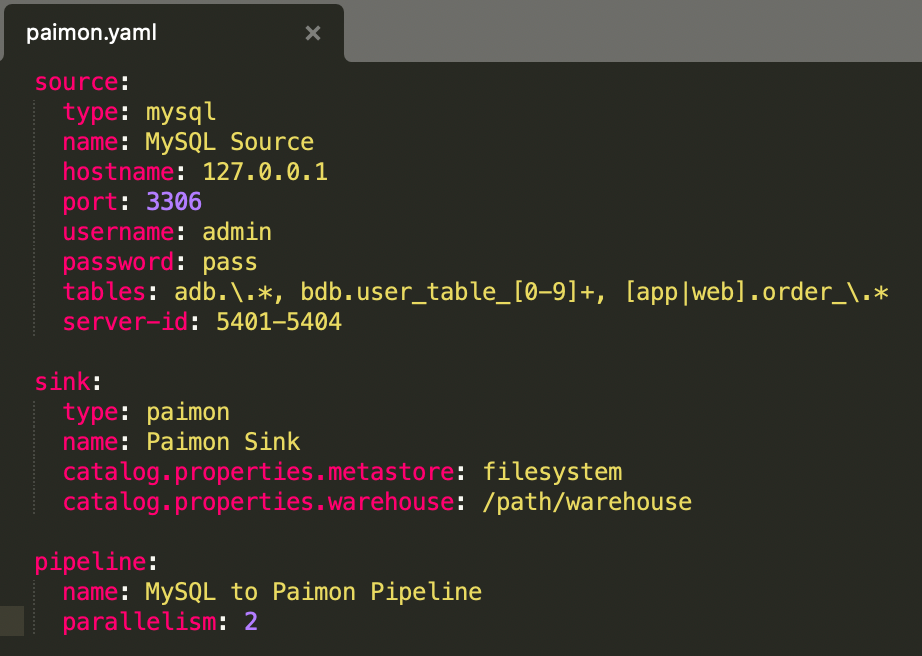 paimon.yaml ×
source:
  type: mysql
  name: MySQL Source
  hostname: 127.0.0.1
  port: 3306
  username: admin
  password: pass
  tables: adb.\.*, bdb.user_table_[0-9]+, [app|web].order_\.*
  server-id: 5401-5404

sink:
  type: paimon
  name: Paimon Sink
  catalog.properties.metastore: filesystem
  catalog.properties.warehouse: /path/warehouse

pipeline:
  name: MySQL to Paimon Pipeline
  parallelism: 2